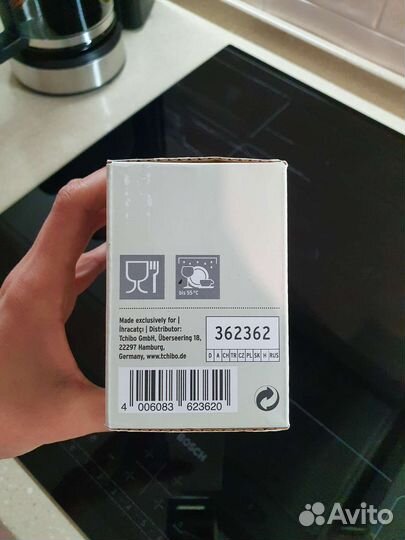 bis 55°C
Made exclusively for |
İhracatçı | Distributor:
Tchibo GmbH, Überseering 18,
22297 Hamburg,
Germany, www.tchibo.de
362362
D A CH TR CZ PL SK H RUS
4 006083 623620
BOSCH
Avito